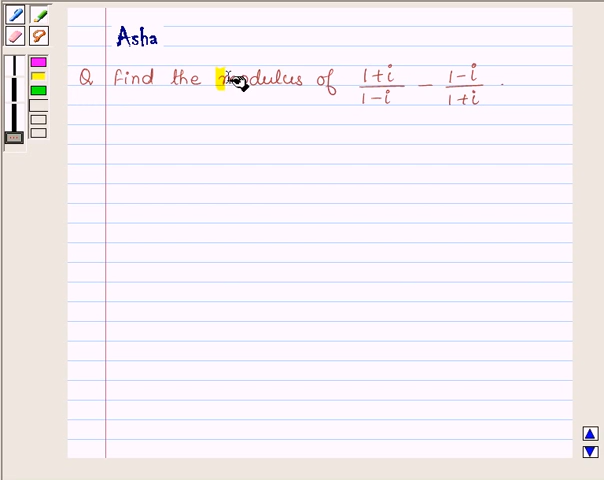 Asha
Q Find the modulus of (1+i)/(1-i) - (1-i)/(1+i) .